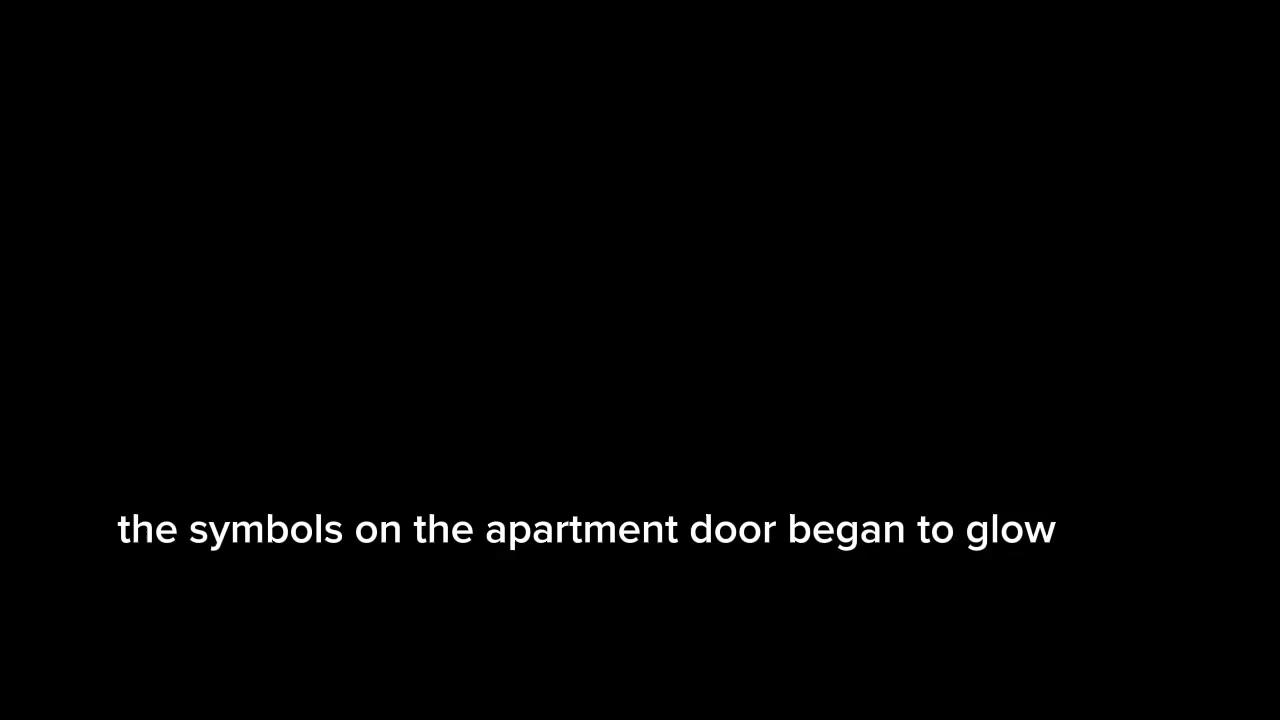 the symbols on the apartment door began to glow